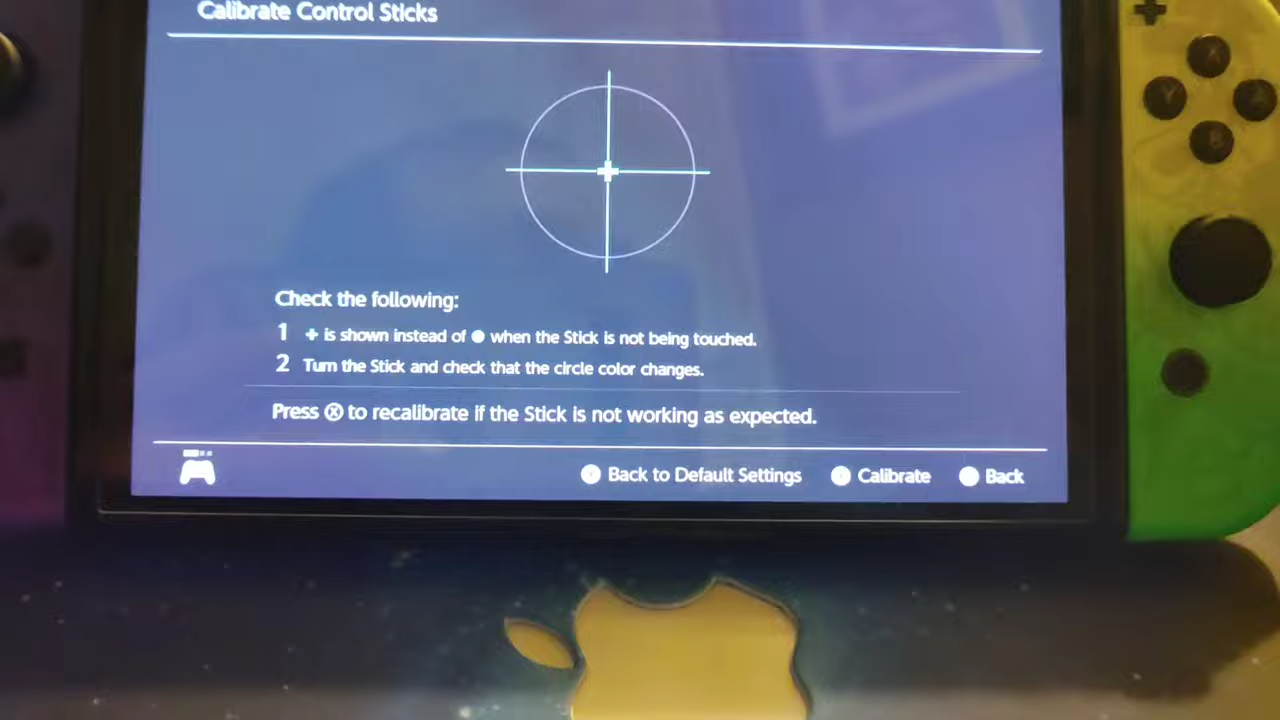 Calibrate Control Sticks
Check the following:
1 + is shown instead of ● when the Stick is not being touched.
2 Turn the Stick and check that the circle color changes.
Press Ⓧ to recalibrate if the Stick is not working as expected.
Back to Default Settings Calibrate Back
X
Y
B